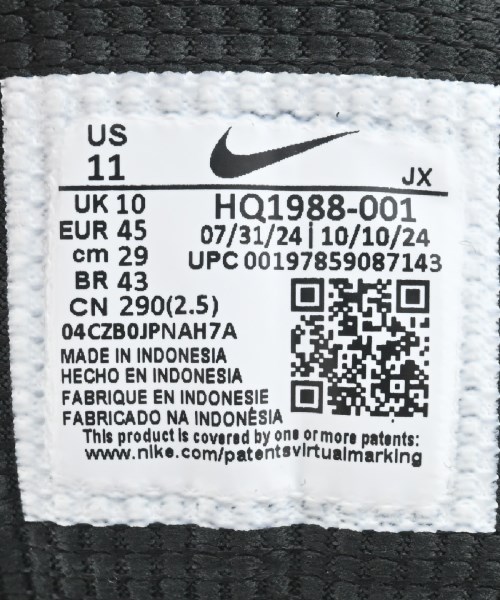 US
11
JX
UK 10
EUR 45
cm 29
BR 43
CN 290(2.5)
HQ1988-001
07/31/24|10/10/24
UPC 00197859087143
04CZB0JPNAH7A
MADE IN INDONESIA
HECHO EN INDONESIA
FABRIQUE EN INDONESIE
FABRICADO NA INDONÉSIA
This product is covered by one or more patents:
www.nike.com/patentsvirtualmarking